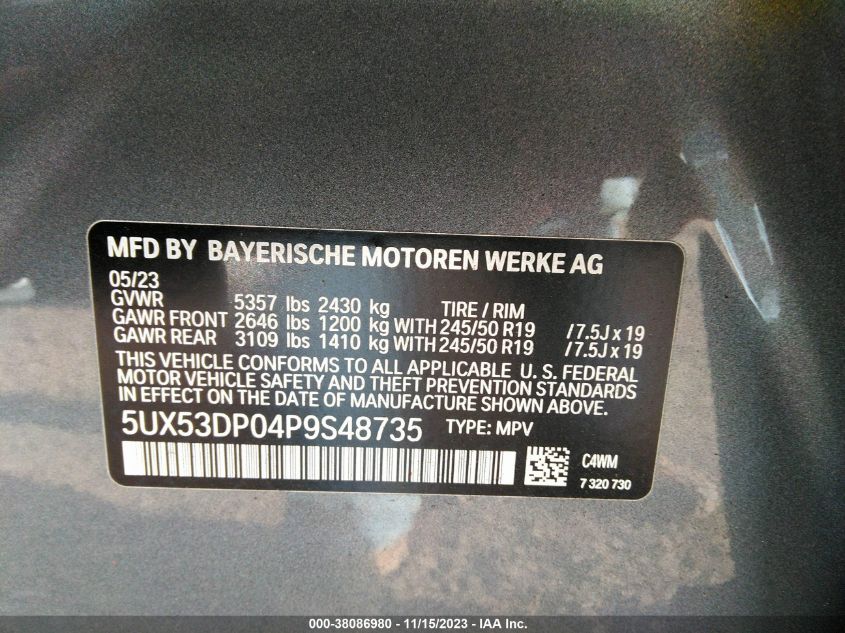 MFD BY BAYERISCHE MOTOREN WERKE AG
05/23
GVWR 5357 lbs 2430 kg TIRE / RIM
GAWR FRONT 2646 lbs 1200 kg WITH 245/50 R19 / 7.5J x 19
GAWR REAR 3109 lbs 1410 kg WITH 245/50 R19 / 7.5J x 19
THIS VEHICLE CONFORMS TO ALL APPLICABLE U. S. FEDERAL
MOTOR VEHICLE SAFETY AND THEFT PREVENTION STANDARDS
IN EFFECT ON THE DATE OF MANUFACTURE SHOWN ABOVE.
5UX53DP04P9S48735 TYPE: MPV
C4WM
7 320 730
000-38086980 - 11/15/2023 - IAA Inc.